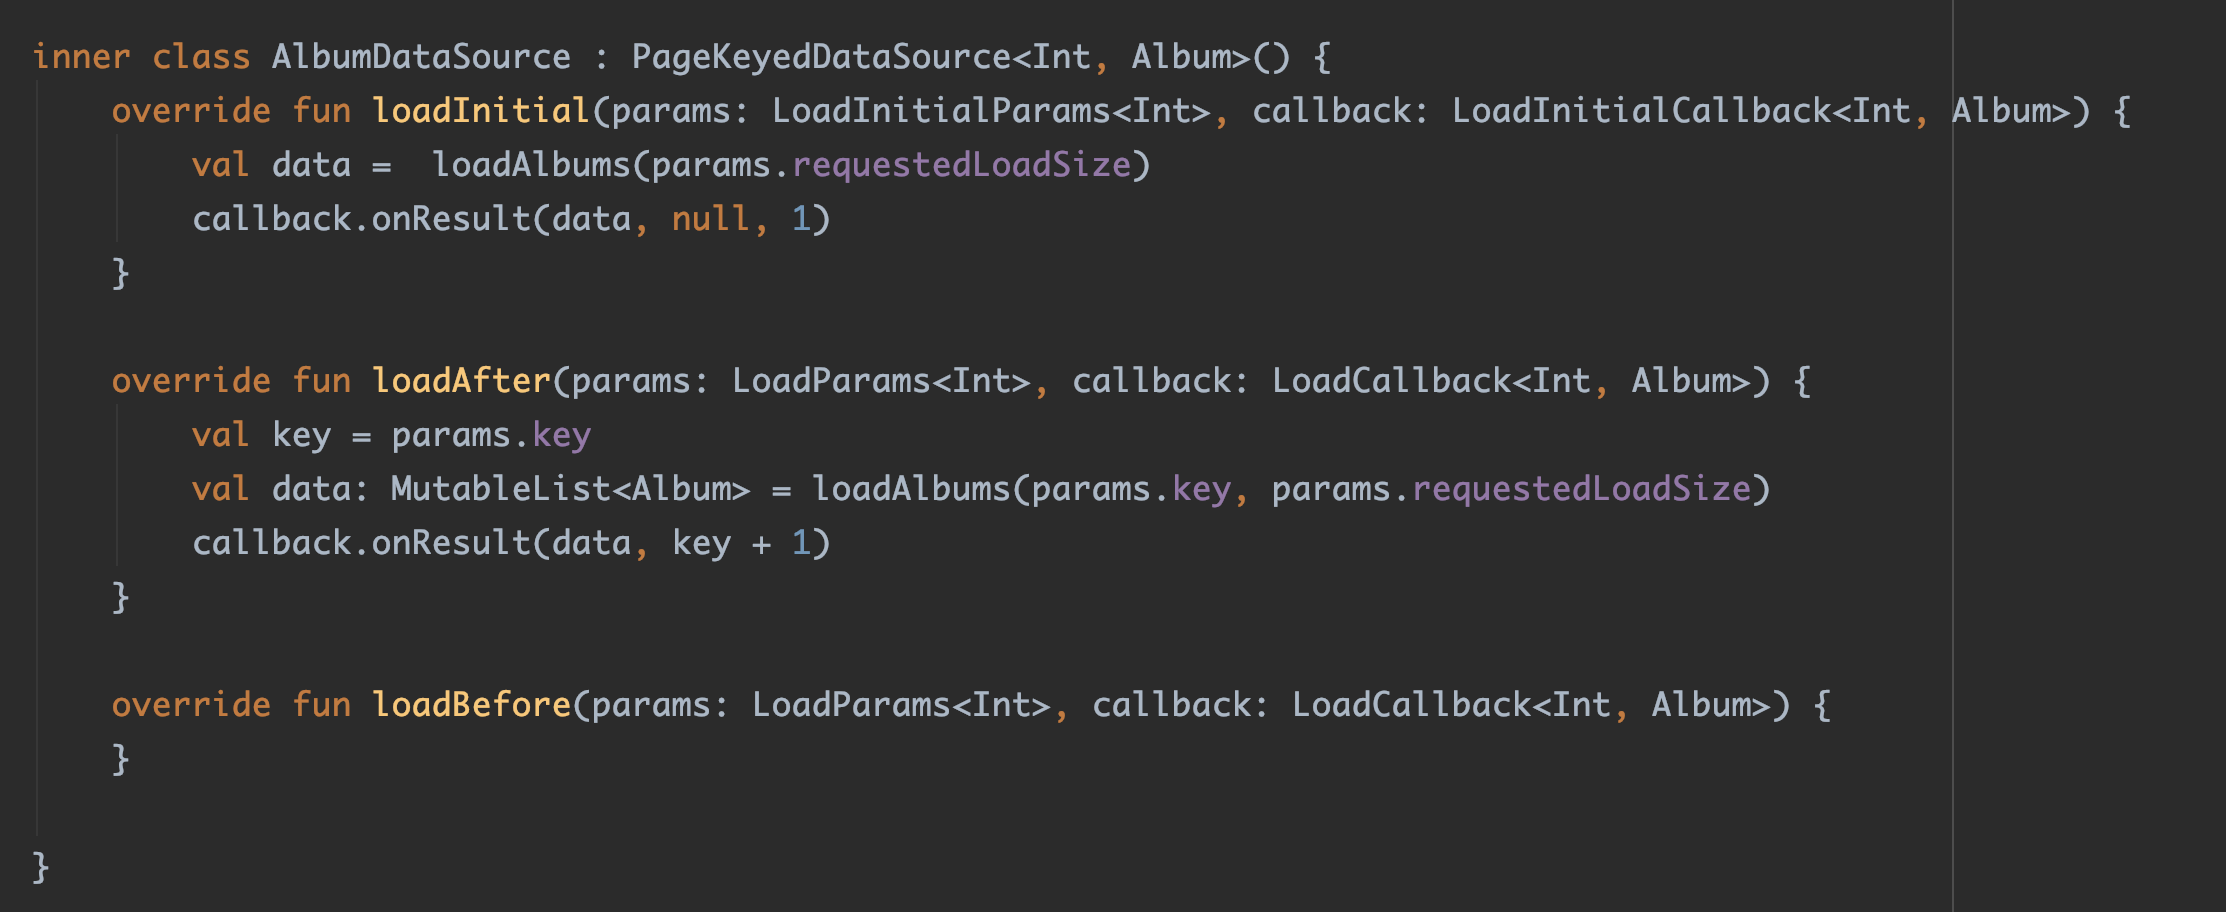 inner class AlbumDataSource : PageKeyedDataSource<Int, Album>() {
    override fun loadInitial(params: LoadInitialParams<Int>, callback: LoadInitialCallback<Int, Album>) {
        val data =  loadAlbums(params.requestedLoadSize)
        callback.onResult(data, null, 1)
    }
    override fun loadAfter(params: LoadParams<Int>, callback: LoadCallback<Int, Album>) {
        val key = params.key
        val data: MutableList<Album> = loadAlbums(params.key, params.requestedLoadSize)
        callback.onResult(data, key + 1)
    }
    override fun loadBefore(params: LoadParams<Int>, callback: LoadCallback<Int, Album>) {
    }
}